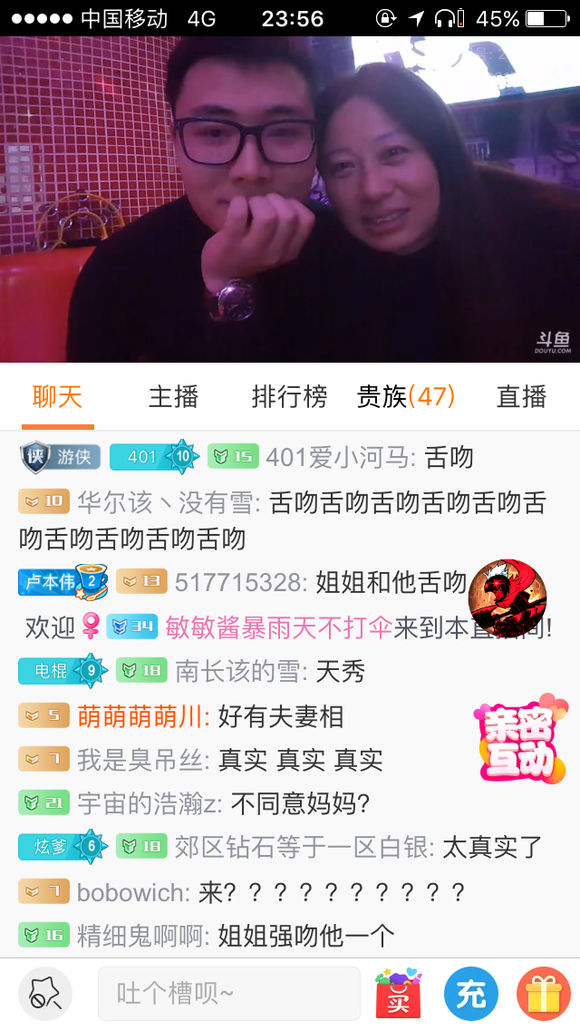 中国移动 4G 23:56 45%
斗鱼
DOUYU.COM
聊天 主播 排行榜 贵族(47) 直播
侠 游侠 401 10 15 401爱小河马: 舌吻
10 华尔该丶没有雪: 舌吻舌吻舌吻舌吻舌吻舌
吻舌吻舌吻舌吻舌吻
卢本伟 2 13 517715328: 姐姐和他舌吻
欢迎 34 敏敏酱暴雨天不打伞来到本直播间!
电棍 9 18 南长该的雪: 天秀
5 萌萌萌萌川: 好有夫妻相
7 我是臭吊丝: 真实 真实 真实
21 宇宙的浩瀚z: 不同意妈妈?
亲密
互动
炫爹 6 18 郊区钻石等于一区白银: 太真实了
7 bobowich: 来? ? ? ? ? ? ? ? ? ?
16 精细鬼啊啊: 姐姐强吻他一个
吐个槽呗~ 买 充